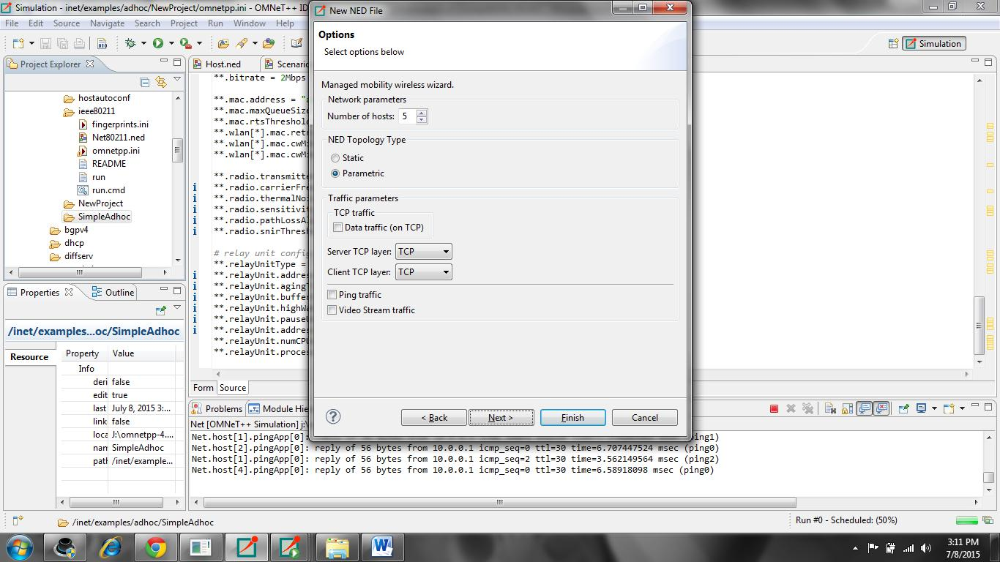 Simulation - inet/examples/adhoc/NewProject/omnetpp.ini - OMNeT++ ID
File Edit Source Navigate Search Project Run Window Help
Simulation
Project Explorer
hostautoconf
ieee80211
fingerprints.ini
Net80211.ned
omnetpp.ini
README
run
run.cmd
NewProject
SimpleAdhoc
bgpv4
dhcp
diffserv
Properties
Outline
/inet/examples...oc/SimpleAdhoc
Resource
Property Value
Info
deri false
edit true
last July 8, 2015 3:...
link false
loca J:\omnetpp-4....
nam SimpleAdhoc
path /inet/example...
Host.ned
Scenario
**.bitrate = 2Mbps
**.mac.address = "a
**.mac.maxQueueSize
**.mac.rtsThreshold
**.wlan[*].mac.retr
**.wlan[*].mac.cwMi
**.wlan[*].mac.cwMi
**.radio.transmitte
**.radio.carrierFre
**.radio.thermalNoi
**.radio.sensitivit
**.radio.pathLossAl
**.radio.snirThresh
# relay unit config
**.relayUnitType =
**.relayUnit.addres
**.relayUnit.agingT
**.relayUnit.buffer
**.relayUnit.highWa
**.relayUnit.pauseU
**.relayUnit.addres
**.relayUnit.numCPU
**.relayUnit.proces
Form Source
New NED File
Options
Select options below
Managed mobility wireless wizard.
Network parameters
Number of hosts: 5
NED Topology Type
Static
Parametric
Traffic parameters
TCP traffic
Data traffic (on TCP)
Server TCP layer: TCP
Client TCP layer: TCP
Ping traffic
Video Stream traffic
< Back Next > Finish Cancel
Problems
Module Hie
Net [OMNeT++ Simulation] j:\
Net.host[1].pingApp[0]: (ping1)
Net.host[2].pingApp[0]: reply of 56 bytes from 10.0.0.1 icmp_seq=0 ttl=30 time=6.707447524 msec (ping0)
Net.host[1].pingApp[0]: reply of 56 bytes from 10.0.0.1 icmp_seq=2 ttl=30 time=3.562149564 msec (ping2)
Net.host[4].pingApp[0]: reply of 56 bytes from 10.0.0.1 icmp_seq=0 ttl=30 time=6.58918098 msec (ping0)
/inet/examples/adhoc/SimpleAdhoc
Run #0 - Scheduled: (50%)
3:11 PM
7/8/2015